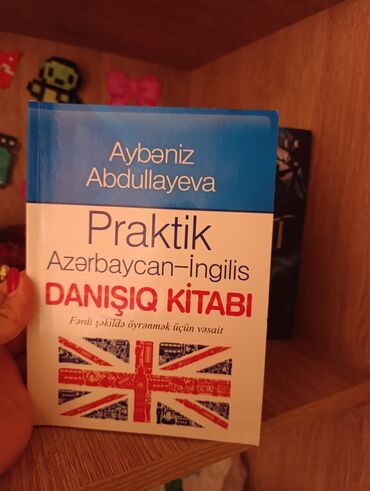 Aybəniz
Abdullayeva
Praktik
Azərbaycan–İngilis
DANIŞIQ KİTABI
Fərdi şəkildə öyrənmək üçün vəsait